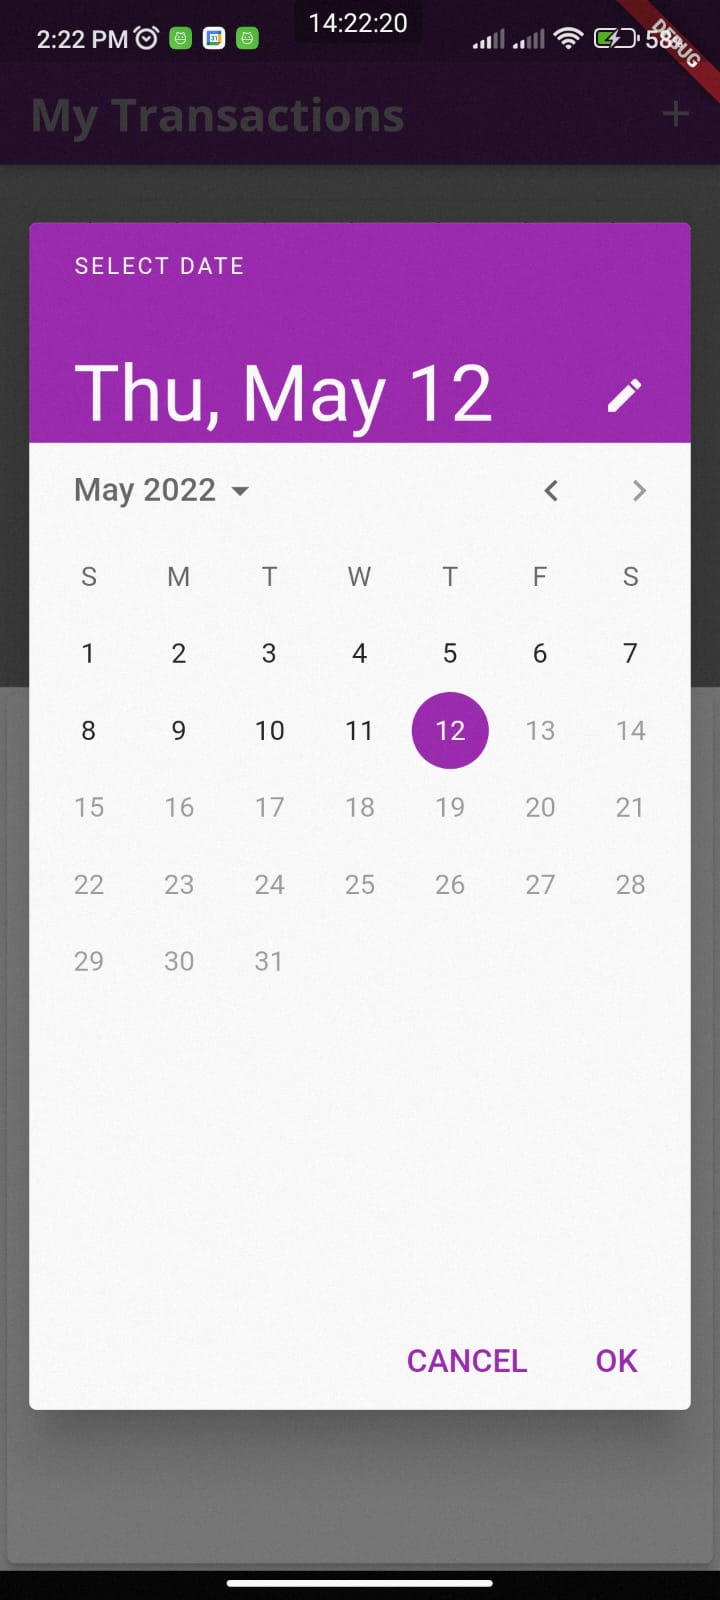 14:22:20
2:22 PM 31 58
DEBUG
My Transactions +
SELECT DATE
Thu, May 12
May 2022
S M T W T F S
1 2 3 4 5 6 7
8 9 10 11 12 13 14
15 16 17 18 19 20 21
22 23 24 25 26 27 28
29 30 31
CANCEL OK